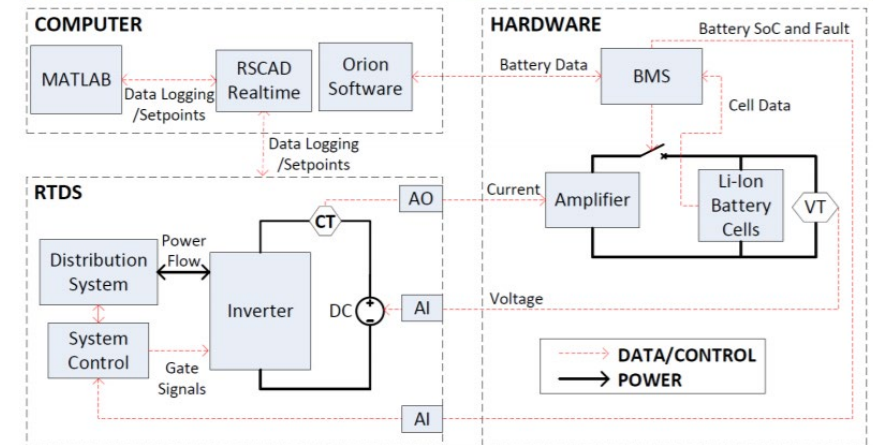 COMPUTER
MATLAB
Data Logging
/Setpoints
RSCAD
Realtime
Orion
Software
Data Logging
/Setpoints
HARDWARE
Battery SoC and Fault
Battery Data
BMS
Cell Data
Current
Amplifier
Li-Ion
Battery
Cells
VT
Voltage
DATA/CONTROL
POWER
RTDS
AO
CT
Power
Flow
Distribution
System
Inverter
DC
+
-
AI
System
Control
Gate
Signals
AI